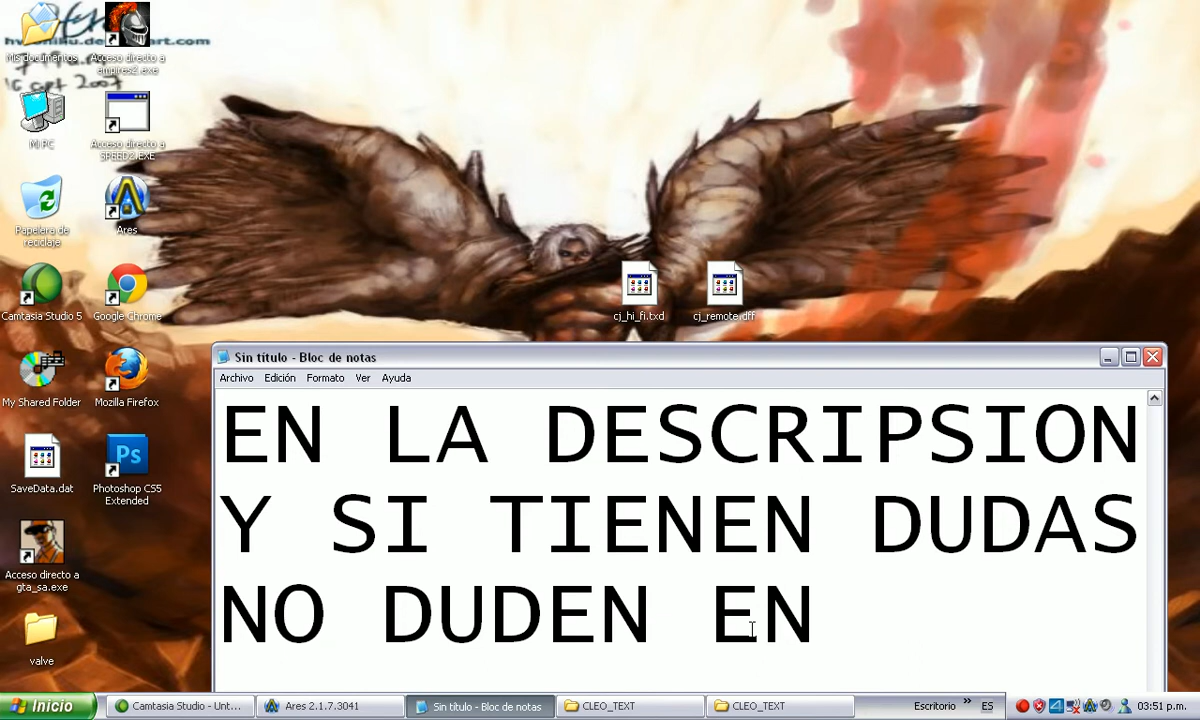 Mis documentos
Acceso directo a
empires2.exe
Mi PC
Acceso directo a
SPEED2.EXE
Papelera de
reciclaje
Ares
Camtasia Studio 5
Google Chrome
My Shared Folder
Mozilla Firefox
SaveData.dat
Photoshop CS5
Extended
Acceso directo a
gta_sa.exe
valve
cj_hi_fi.txd
cj_remote.dff
Sin título - Bloc de notas
Archivo Edición Formato Ver Ayuda
EN LA DESCRIPSION
Y SI TIENEN DUDAS
NO DUDEN EN
Inicio
Camtasia Studio - Unt...
Ares 2.1.7.3041
Sin título - Bloc de notas
CLEO_TEXT
CLEO_TEXT
Escritorio
ES
03:51 p.m.